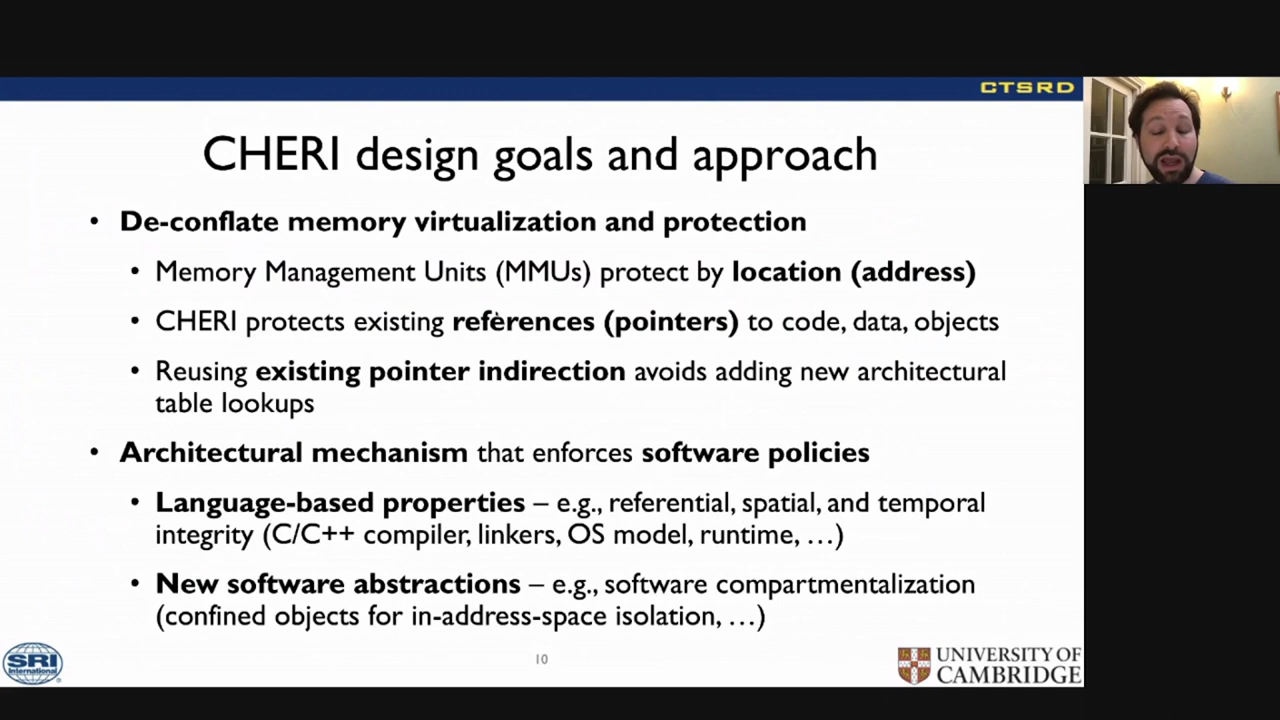 CTSRD
CHERI design goals and approach
• De-conflate memory virtualization and protection
• Memory Management Units (MMUs) protect by location (address)
• CHERI protects existing references (pointers) to code, data, objects
• Reusing existing pointer indirection avoids adding new architectural
table lookups
• Architectural mechanism that enforces software policies
• Language-based properties – e.g., referential, spatial, and temporal
integrity (C/C++ compiler, linkers, OS model, runtime, …)
• New software abstractions – e.g., software compartmentalization
(confined objects for in-address-space isolation, …)
SRI
International
10
UNIVERSITY OF
CAMBRIDGE